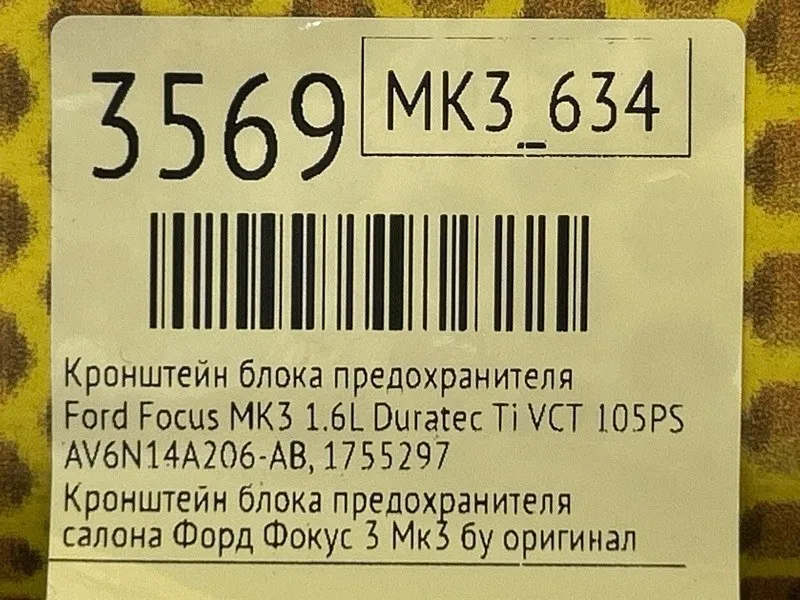 3569
МК3_634
Кронштейн блока предохранителя
Ford Focus MK3 1.6L Duratec Ti VCT 105PS
AV6N14A206-AB, 1755297
Кронштейн блока предохранителя
салона Форд Фокус 3 Мк3 бу оригинал